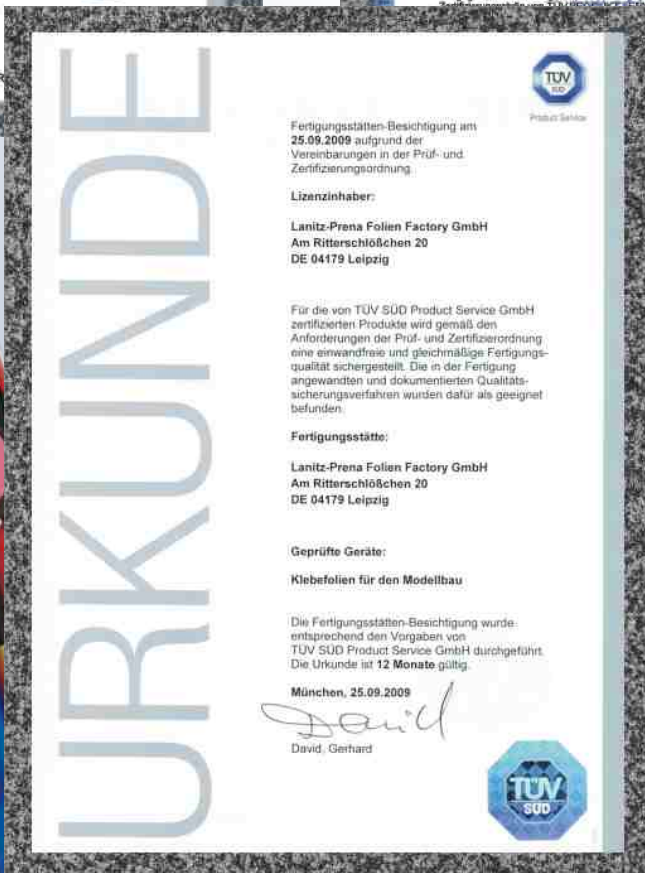 URKUNDE
TÜV
SÜD
Product Service
Fertigungsstätten-Besichtigung am
25.09.2009 aufgrund der
Vereinbarungen in der Prüf- und
Zertifizierungsordnung.
Lizenzinhaber:
Lanitz-Prena Folien Factory GmbH
Am Ritterschlößchen 20
DE 04179 Leipzig
Für die von TÜV SÜD Product Service GmbH
zertifizierten Produkte wird gemäß den
Anforderungen der Prüf- und Zertifizierordnung
eine einwandfreie und gleichmäßige Fertigungs-
qualität sichergestellt. Die in der Fertigung
angewandten und dokumentierten Qualitäts-
sicherungsverfahren wurden dafür als geeignet
befunden.
Fertigungsstätte:
Lanitz-Prena Folien Factory GmbH
Am Ritterschlößchen 20
DE 04179 Leipzig
Geprüfte Geräte:
Klebefolien für den Modellbau
Die Fertigungsstätten-Besichtigung wurde
entsprechend den Vorgaben von
TÜV SÜD Product Service GmbH durchgeführt.
Die Urkunde ist 12 Monate gültig.
München, 25.09.2009
David
David, Gerhard
TÜV
SÜD